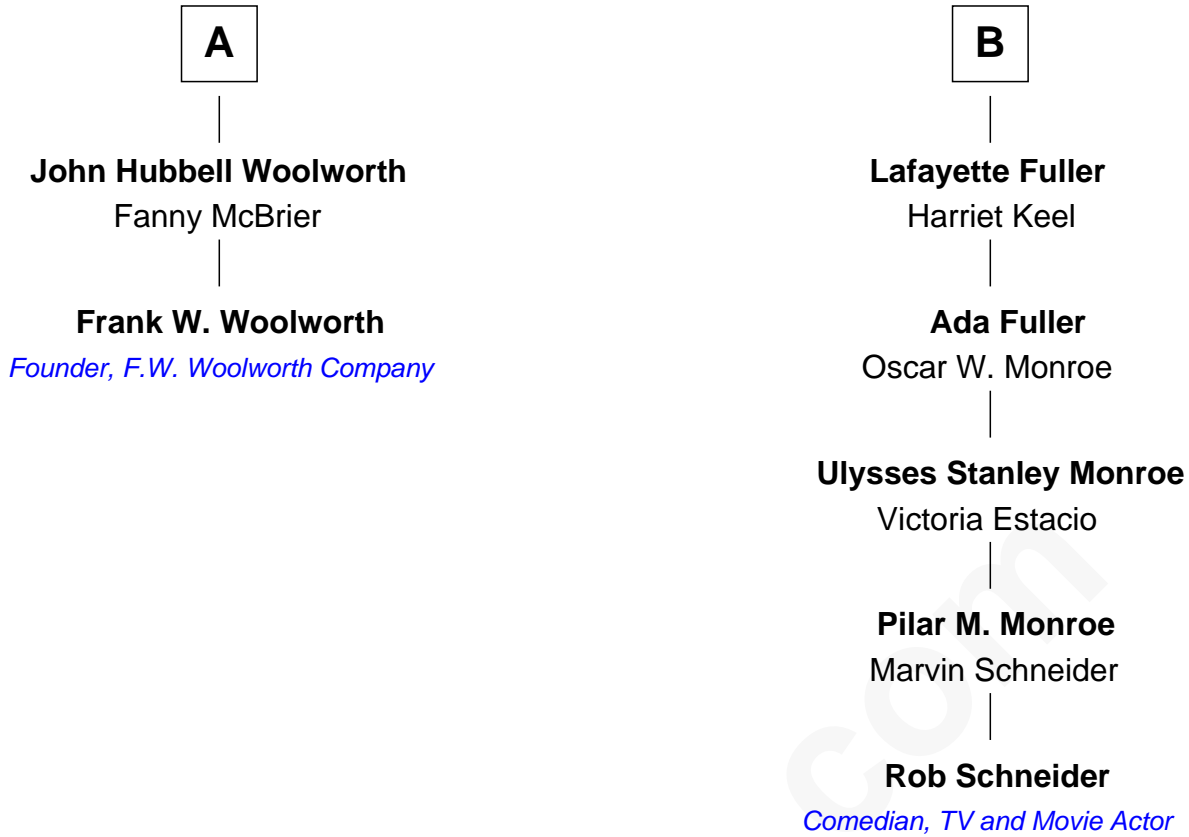 A
John Hubbell Woolworth
Fanny McBrier
Frank W. Woolworth
Founder, F.W. Woolworth Company
B
Lafayette Fuller
Harriet Keel
Ada Fuller
Oscar W. Monroe
Ulysses Stanley Monroe
Victoria Estacio
Pilar M. Monroe
Marvin Schneider
Rob Schneider
Comedian, TV and Movie Actor
com